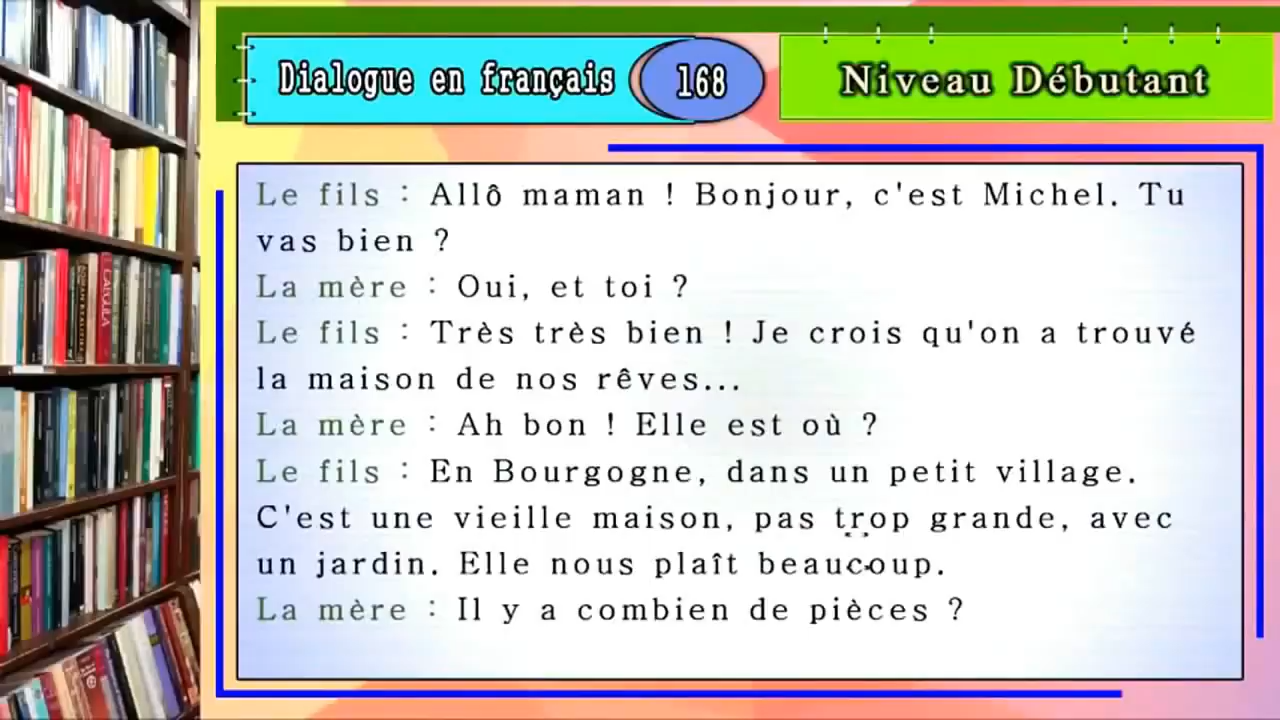 Dialogue en français 168
Niveau Débutant
Le fils : Allô maman ! Bonjour, c'est Michel. Tu
vas bien ?
La mère : Oui, et toi ?
Le fils : Très très bien ! Je crois qu'on a trouvé
la maison de nos rêves...
La mère : Ah bon ! Elle est où ?
Le fils : En Bourgogne, dans un petit village.
C'est une vieille maison, pas trop grande, avec
un jardin. Elle nous plaît beaucoup.
La mère : Il y a combien de pièces ?